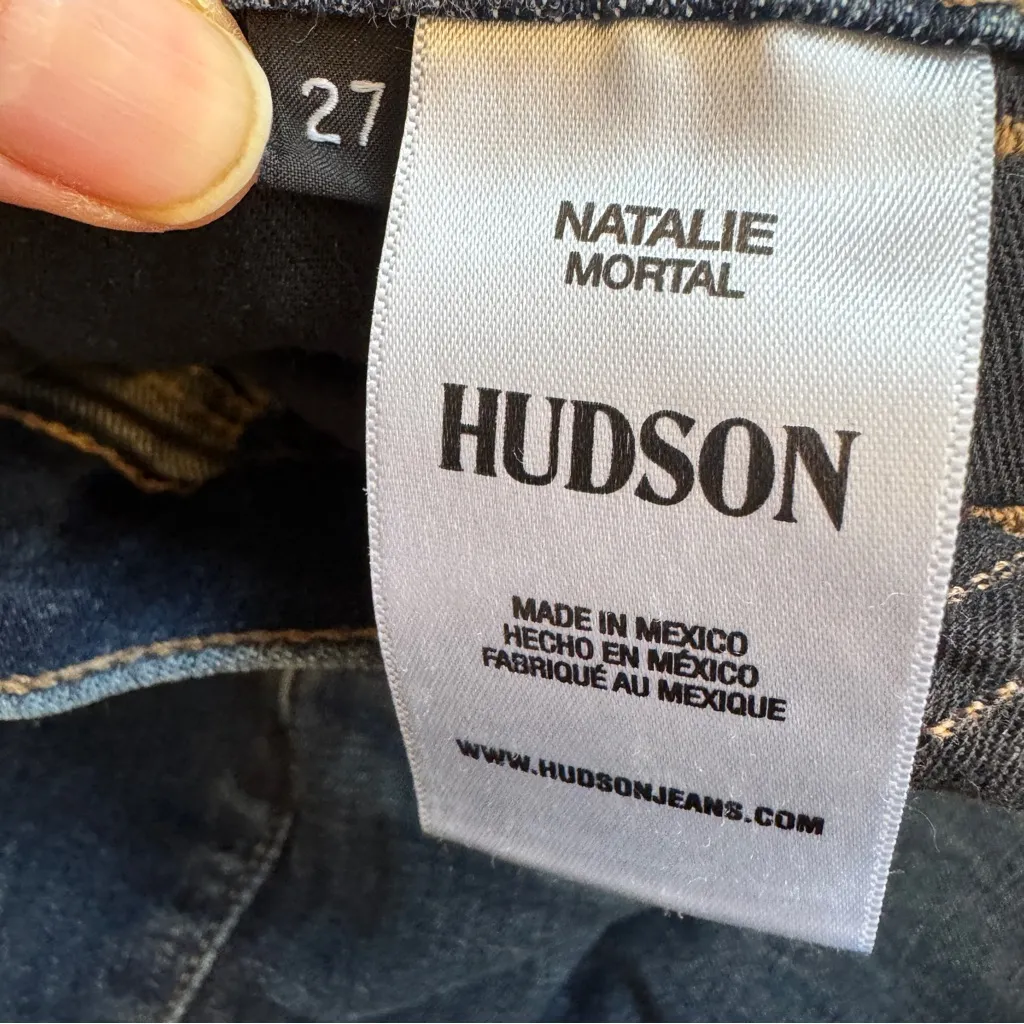 27
NATALIE
MORTAL
HUDSON
MADE IN MEXICO
HECHO EN MÉXICO
FABRIQUÉ AU MEXIQUE
WWW.HUDSONJEANS.COM